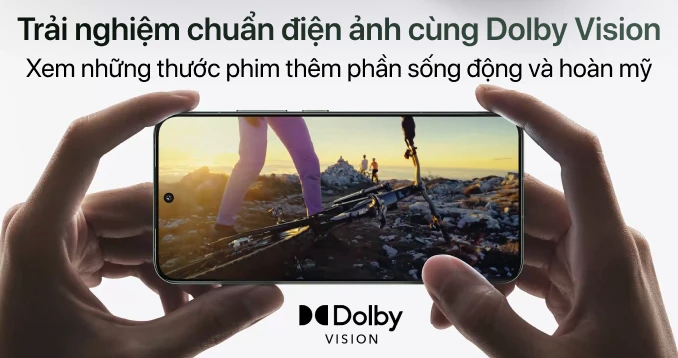 Trải nghiệm chuẩn điện ảnh cùng Dolby Vision
Xem những thước phim thêm phần sống động và hoàn mỹ
Dolby
VISION